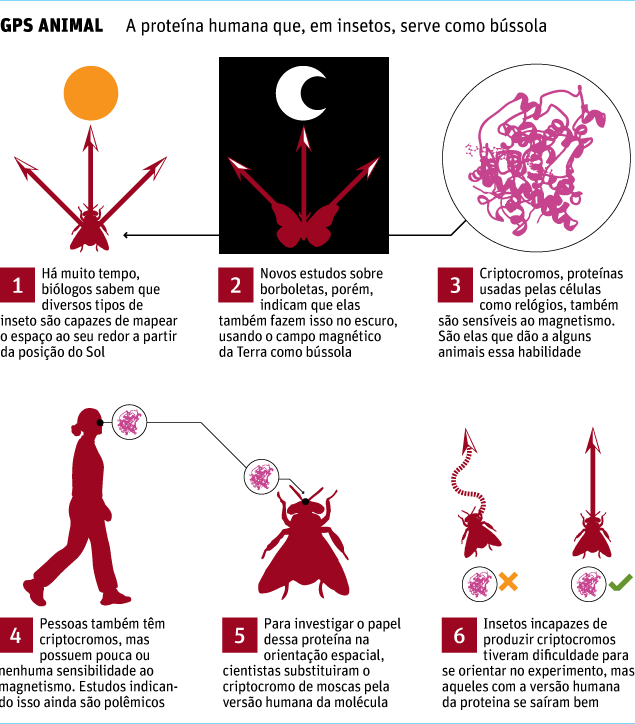 GPS ANIMAL A proteína humana que, em insetos, serve como bússola
1 Há muito tempo,
biólogos sabem que
diversos tipos de
inseto são capazes de mapear
o espaço ao seu redor a partir
da posição do Sol
2 Novos estudos sobre
borboletas, porém,
indicam que elas
também fazem isso no escuro,
usando o campo magnético
da Terra como bússola
3 Criptocromos, proteínas
usadas pelas células
como relógios, também
são sensíveis ao magnetismo.
São elas que dão a alguns
animais essa habilidade
4 Pessoas também têm
criptocromos, mas
possuem pouca ou
nenhuma sensibilidade ao
magnetismo. Estudos indican-
do isso ainda são polêmicos
5 Para investigar o papel
dessa proteína na
orientação espacial,
cientistas substituiram o
criptocromo de moscas pela
versão humana da molécula
6 Insetos incapazes de
produzir criptocromos
tiveram dificuldade para
se orientar no experimento, mas
aqueles com a versão humana
da proteina se saíram bem